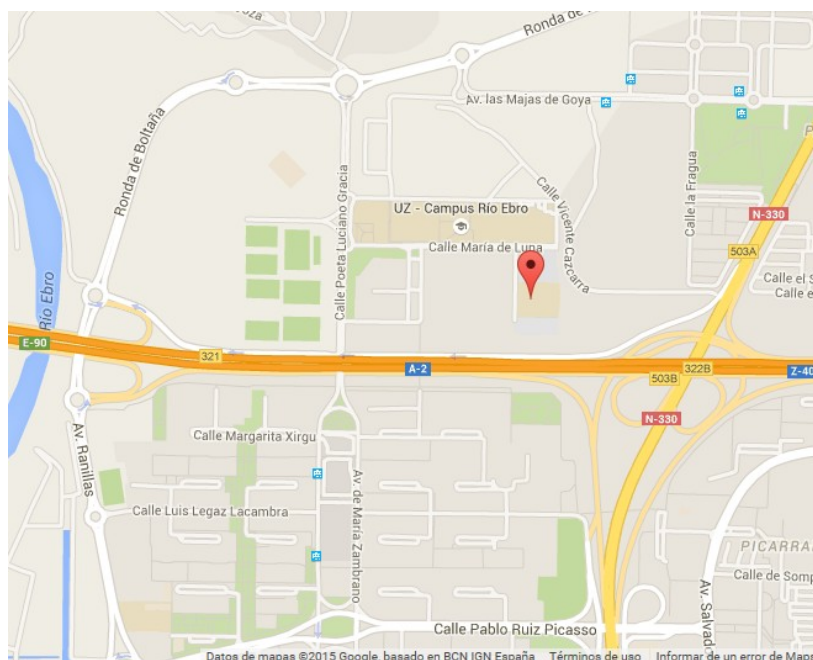 Ronda de
Av. las Majas de Goya
Ronda de Boltaña
Calle Poeta Luciano Gracia
UZ - Campus Río Ebro
Calle María de Luna
Calle Vicente Cazcarra
Calle la Fragua
N-330
503A
Calle el S
Calle e
Río Ebro
E-90
321
A-2
503B
322B
Z-40
N-330
Av. Ranillas
Calle Margarita Xirgu
Av. de María Zambrano
Calle Luis Legaz Lacambra
PICARRA
Calle de Somp
Av. Salvado
Calle Pablo Ruiz Picasso
Datos de mapas ©2015 Google, basado en BCN IGN España Términos de uso Informar de un error de Maps